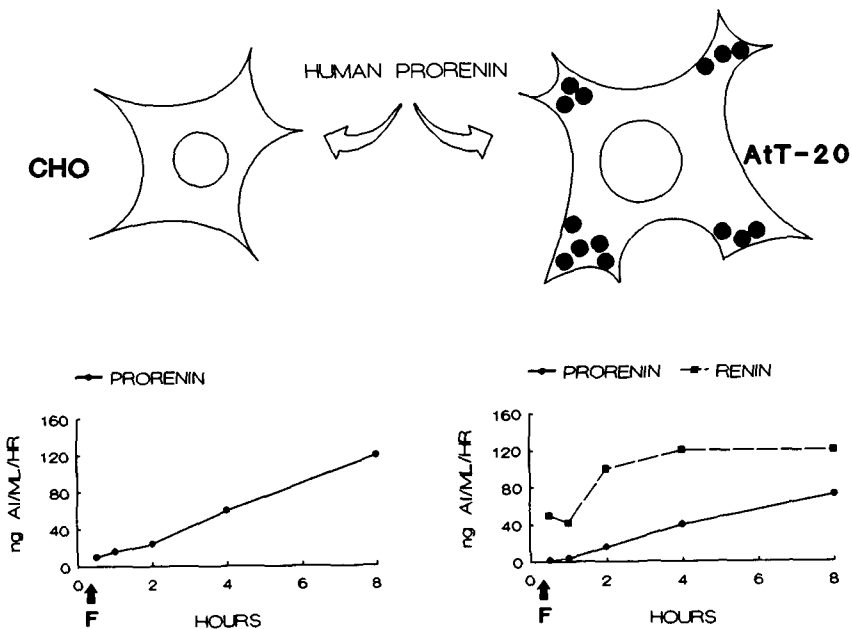 HUMAN PRORENIN
CHO
AtT-20
PRORENIN
ng AI/ML/HR
160
120
80
40
0
0
2
4
6
8
F
HOURS
PRORENIN RENIN
ng AI/ML/HR
160
120
80
40
0
0
2
4
6
8
F
HOURS